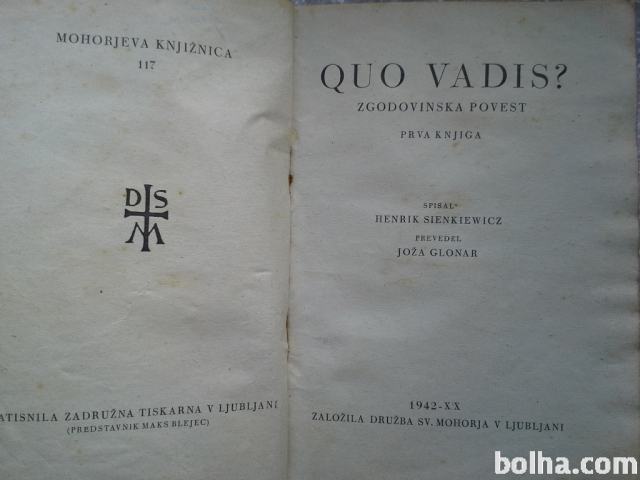 MOHORJEVA KNJIŽNICA
117
DS
M
ATISNILA ZADRUŽNA TISKARNA V LJUBLJANI
(PREDSTAVNIK MAKS BLEJEC)
QUO VADIS?
ZGODOVINSKA POVEST
PRVA KNJIGA
SPISAL
HENRIK SIENKIEWICZ
PREVEDEL
JOŽA GLONAR
1942-XX
ZALOŽILA DRUŽBA SV. MOHORJA V LJUBLJANI
bolha.com